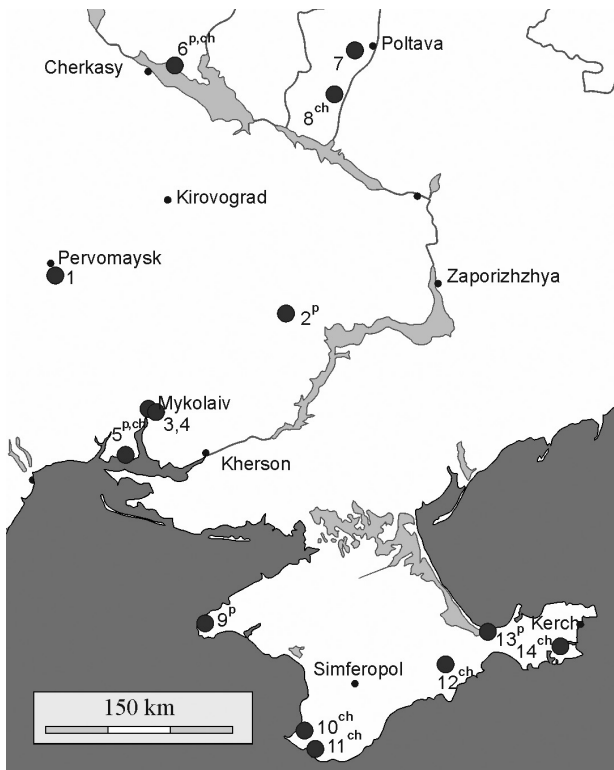 6p,ch
Cherkasy
7
Poltava
8ch
Kirovograd
Pervomaysk
1
Zaporizhzhya
2p
Mykolaiv
3,4
5p,ch
Kherson
9p
13p
Kerch
14ch
12ch
Simferopol
10ch
11ch
150 km